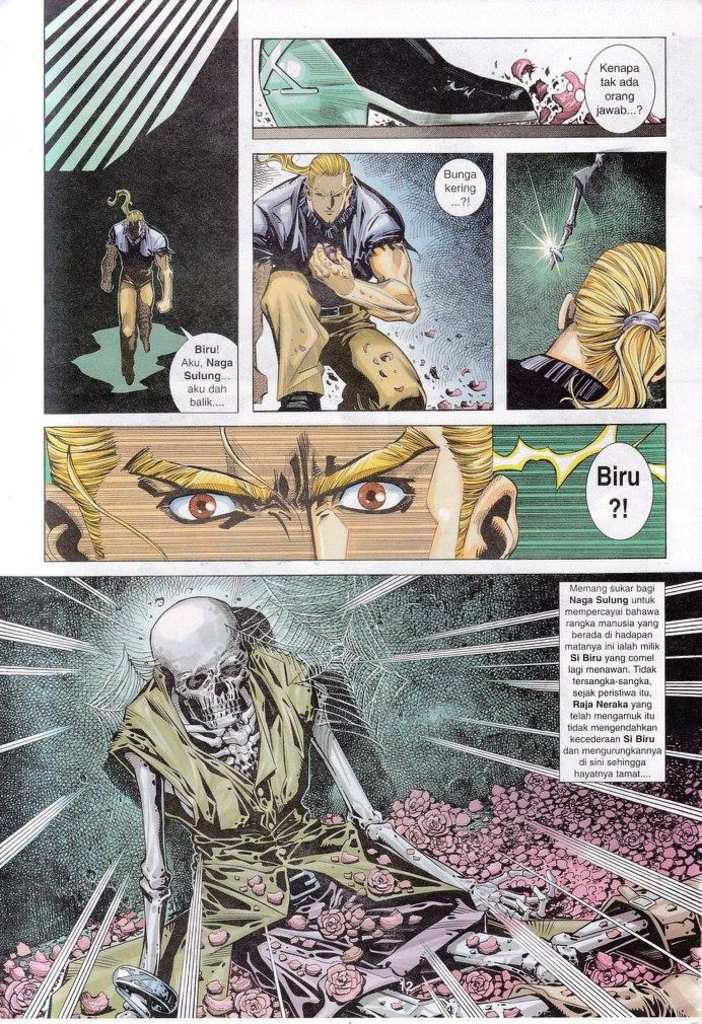 Biru!
Aku, Naga
Sulung...
aku dah
balik....
Kenapa
tak ada
orang
jawab...?
Bunga
kering
...?!
Biru
?!
Memang sukar bagi
Naga Sulung untuk
mempercayai bahawa
rangka manusia yang
berada di hadapan
matanya ini ialah milik
Si Biru yang comel
lagi menawan. Tidak
tersangka-sangka,
sejak peristiwa itu,
Raja Neraka yang
telah mengamuk itu
tidak mengendahkan
kecederaan Si Biru
dan mengurungkannya
di sini sehingga
hayatnya tamat....
12